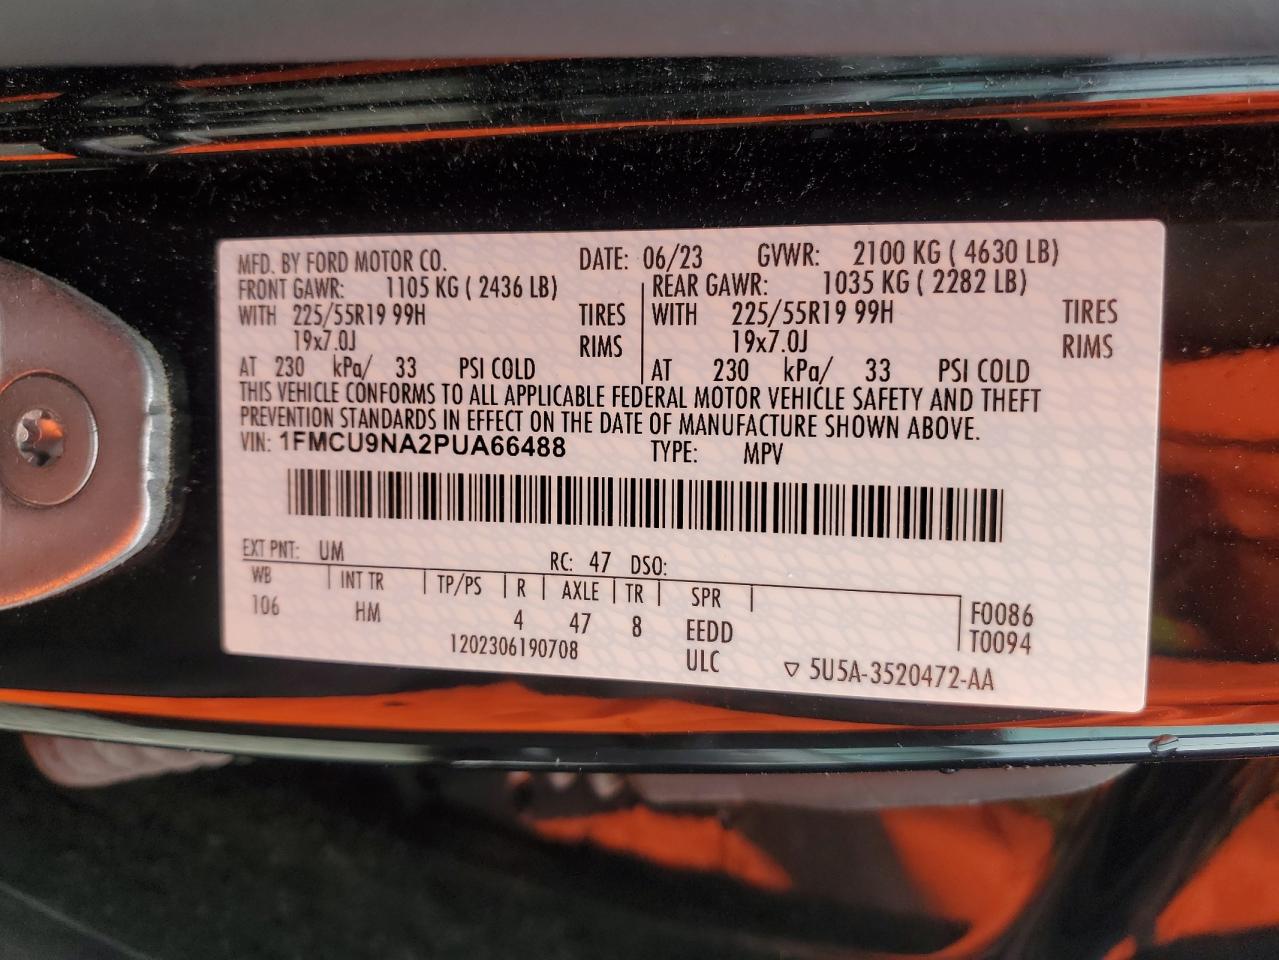 MFD. BY FORD MOTOR CO. DATE: 06/23 GVWR: 2100 KG ( 4630 LB)
FRONT GAWR: 1105 KG ( 2436 LB) REAR GAWR: 1035 KG ( 2282 LB)
WITH 225/55R19 99H TIRES WITH 225/55R19 99H TIRES
19x7.0J RIMS 19x7.0J RIMS
AT 230 kPa/ 33 PSI COLD AT 230 kPa/ 33 PSI COLD
THIS VEHICLE CONFORMS TO ALL APPLICABLE FEDERAL MOTOR VEHICLE SAFETY AND THEFT
PREVENTION STANDARDS IN EFFECT ON THE DATE OF MANUFACTURE SHOWN ABOVE.
VIN: 1FMCU9NA2PUA66488 TYPE: MPV
EXT PNT: UM RC: 47 DSO:
WB INT TR TP/PS R AXLE TR SPR
106 HM 4 47 8 EEDD F0086
1202306190708 ULC T0094
▽ 5U5A-3520472-AA